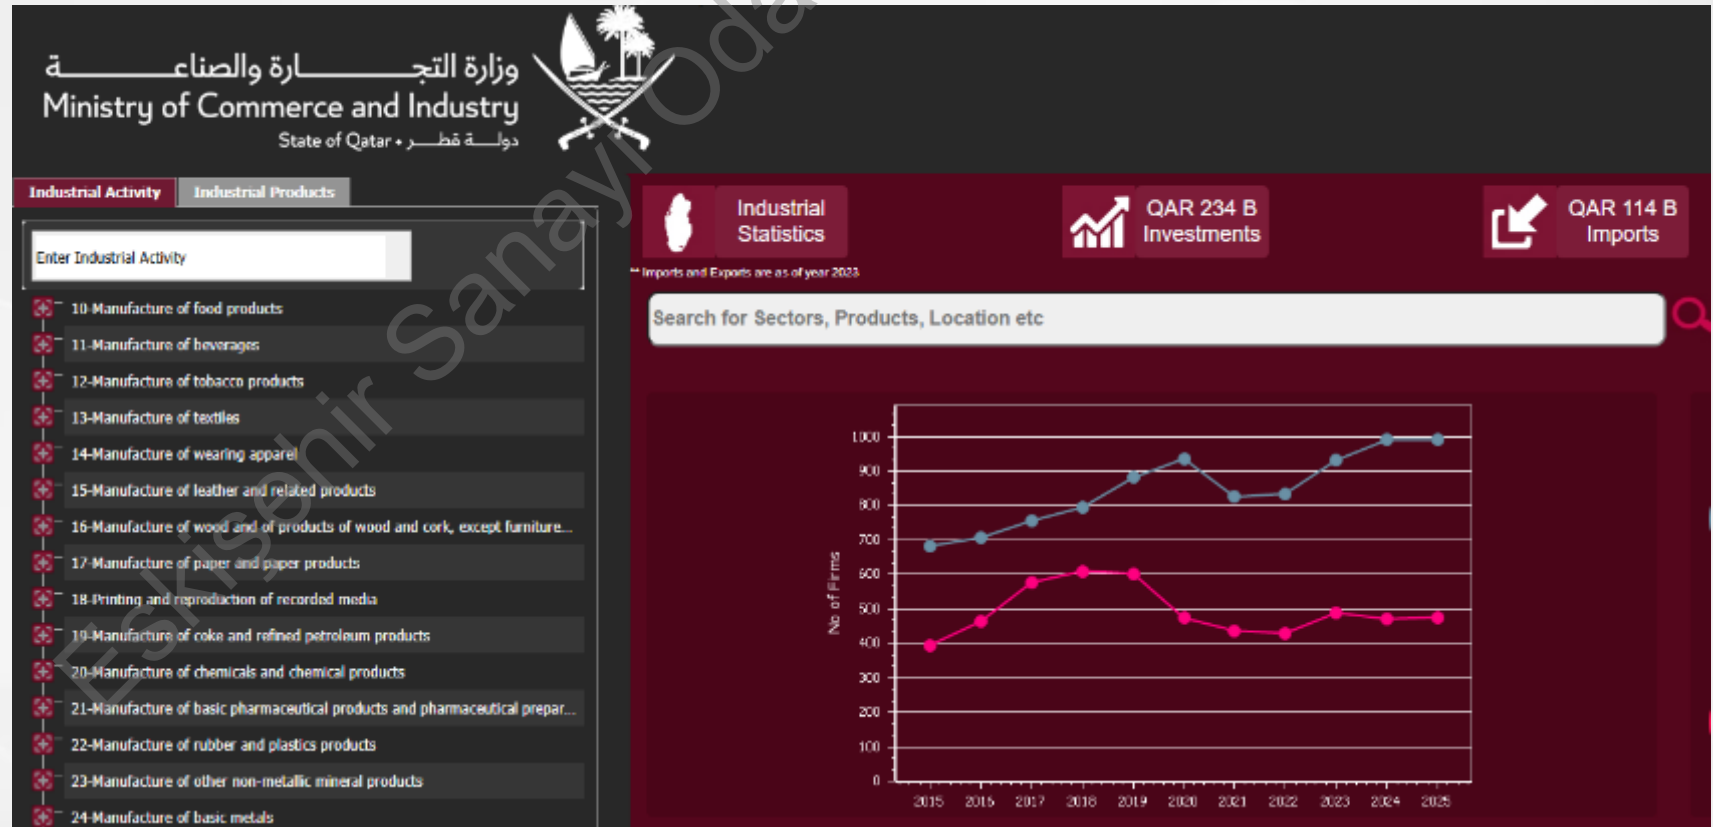 وزارة التجـــــارة والصناعـــــة
Ministry of Commerce and Industry
State of Qatar • دولـــة قطـــر
Industrial Activity
Industrial Products
Enter Industrial Activity
10-Manufacture of food products
11-Manufacture of beverages
12-Manufacture of tobacco products
13-Manufacture of textiles
14-Manufacture of wearing apparel
15-Manufacture of leather and related products
16-Manufacture of wood and of products of wood and cork, except furniture...
17-Manufacture of paper and paper products
18-Printing and reproduction of recorded media
19-Manufacture of coke and refined petroleum products
20-Manufacture of chemicals and chemical products
21-Manufacture of basic pharmaceutical products and pharmaceutical prepar...
22-Manufacture of rubber and plastics products
23-Manufacture of other non-metallic mineral products
24-Manufacture of basic metals
Industrial
Statistics
QAR 234 B
Investments
QAR 114 B
Imports
** Imports and Exports are as of year 2023
Search for Sectors, Products, Location etc
No of Firms
1000
900
800
700
600
500
400
300
200
100
0
2015 2016 2017 2018 2019 2020 2021 2022 2023 2024 2025
Eskişehir Sanayi Oda